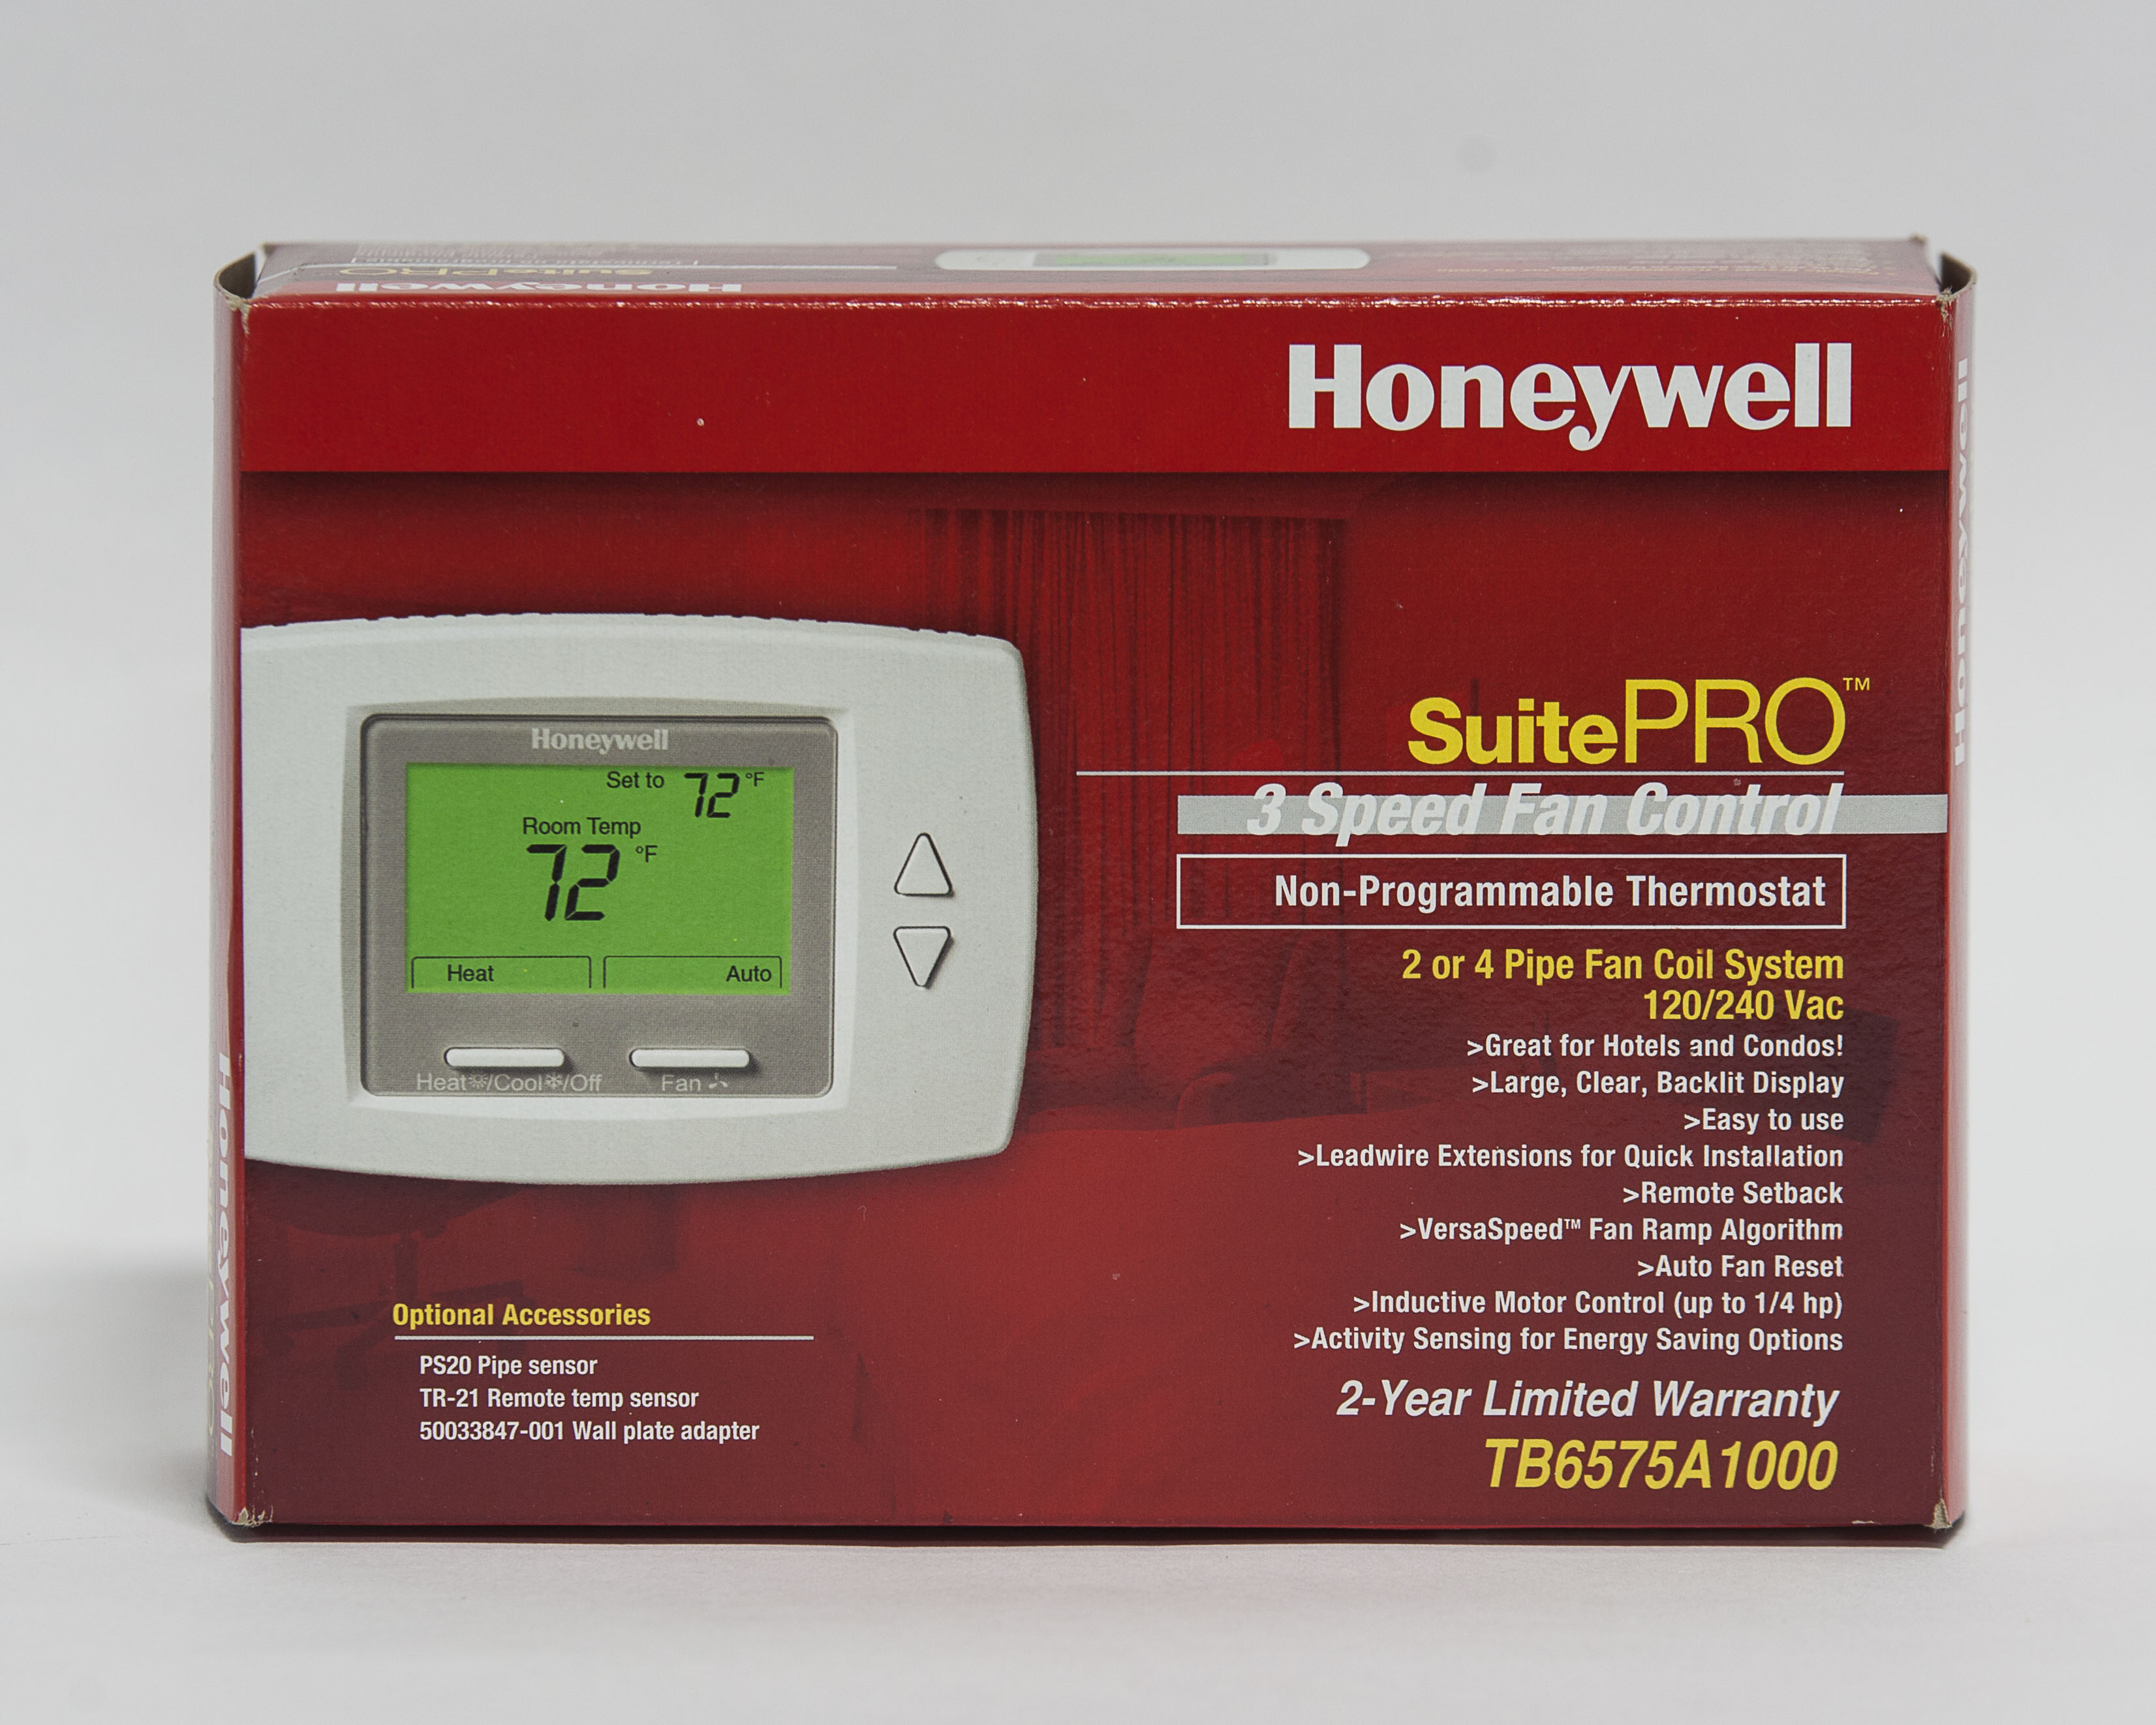 SuitePRO
Honeywell
Honeywell
Honeywell
SuitePRO™
3 Speed Fan Control
Non-Programmable Thermostat
2 or 4 Pipe Fan Coil System
120/240 Vac
>Great for Hotels and Condos!
>Large, Clear, Backlit Display
>Easy to use
>Leadwire Extensions for Quick Installation
>Remote Setback
>VersaSpeed™ Fan Ramp Algorithm
>Auto Fan Reset
>Inductive Motor Control (up to 1/4 hp)
>Activity Sensing for Energy Saving Options
2-Year Limited Warranty
TB6575A1000
Honeywell
Set to 72 °F
Room Temp
72 °F
Heat Auto
Heat/Cool/Off Fan
Optional Accessories
PS20 Pipe sensor
TR-21 Remote temp sensor
50033847-001 Wall plate adapter
Honeywell